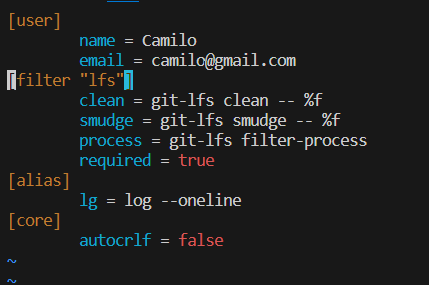 [user]
name = Camilo
email = camilo@gmail.com
[filter "lfs"]
clean = git-lfs clean -- %f
smudge = git-lfs smudge -- %f
process = git-lfs filter-process
required = true
[alias]
lg = log --oneline
[core]
autocrlf = false
~
~